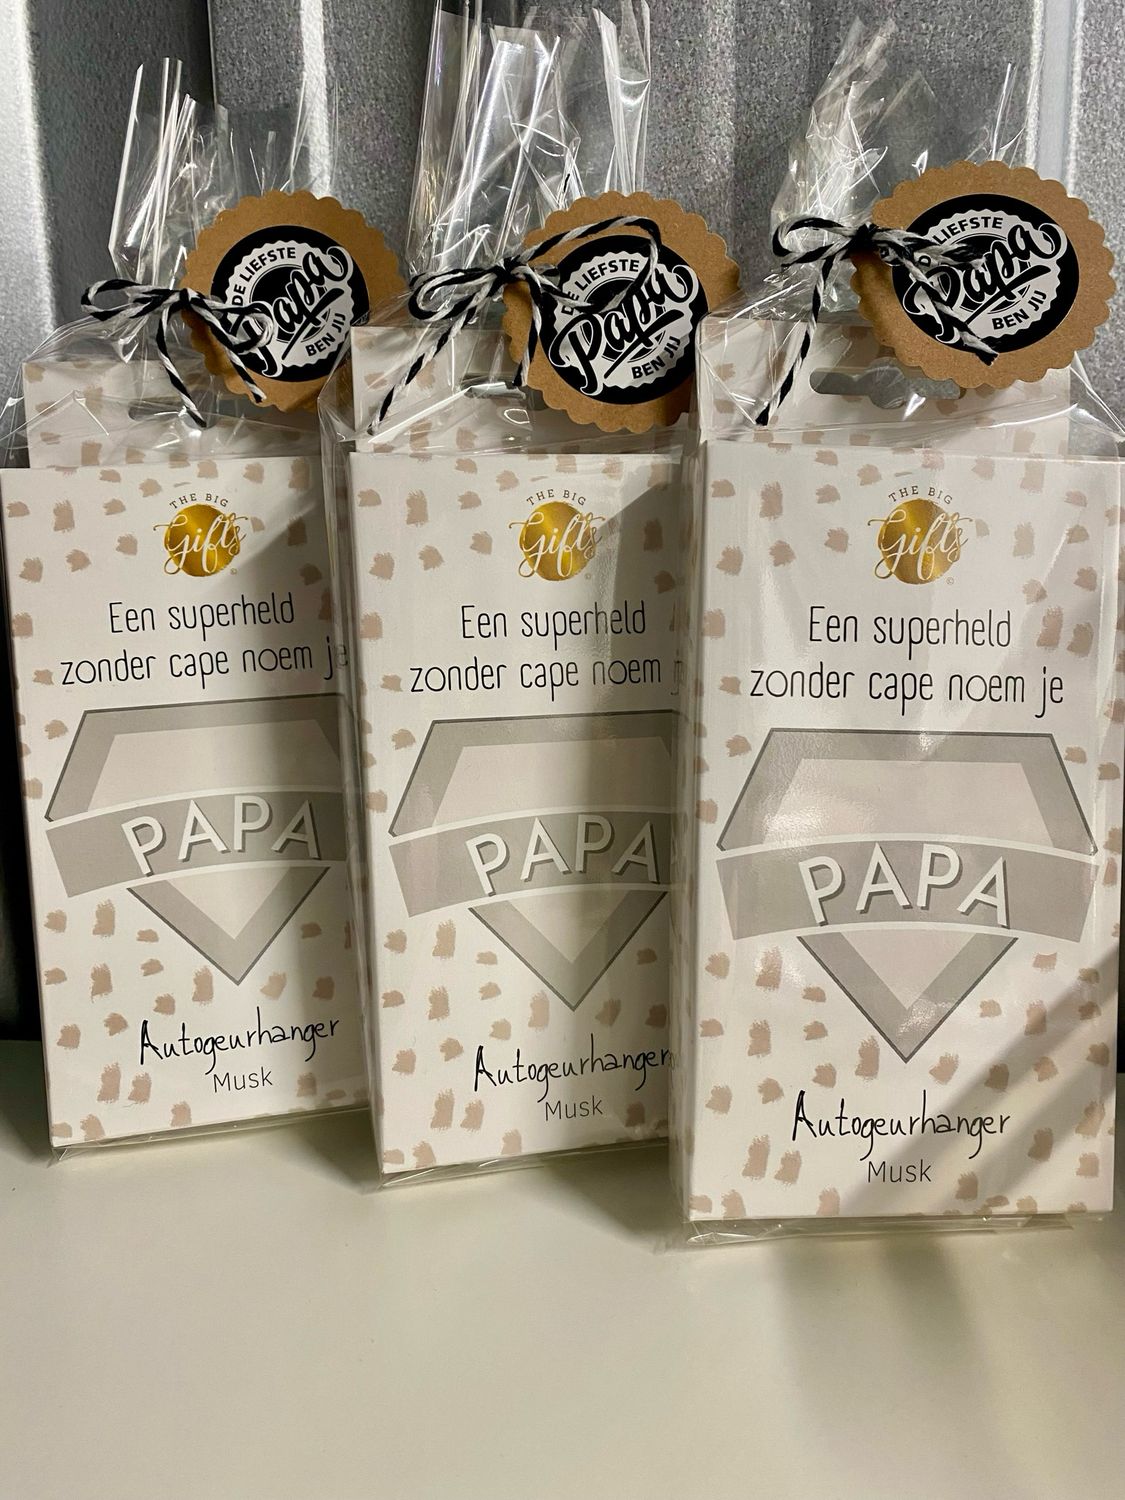 DE LIEFSTE
Papa
BEN JIJ
THE BIG
Gifts
©
Een superheld
zonder cape noem je
PAPA
Autogeurhanger
Musk
DE LIEFSTE
Papa
BEN JIJ
THE BIG
Gifts
©
Een superheld
zonder cape noem
PAPA
Autogeurhanger
Musk
DE LIEFSTE
Papa
BEN JIJ
THE BIG
Gifts
©
Een superheld
zonder cape noem je
PAPA
Autogeurhanger
Musk